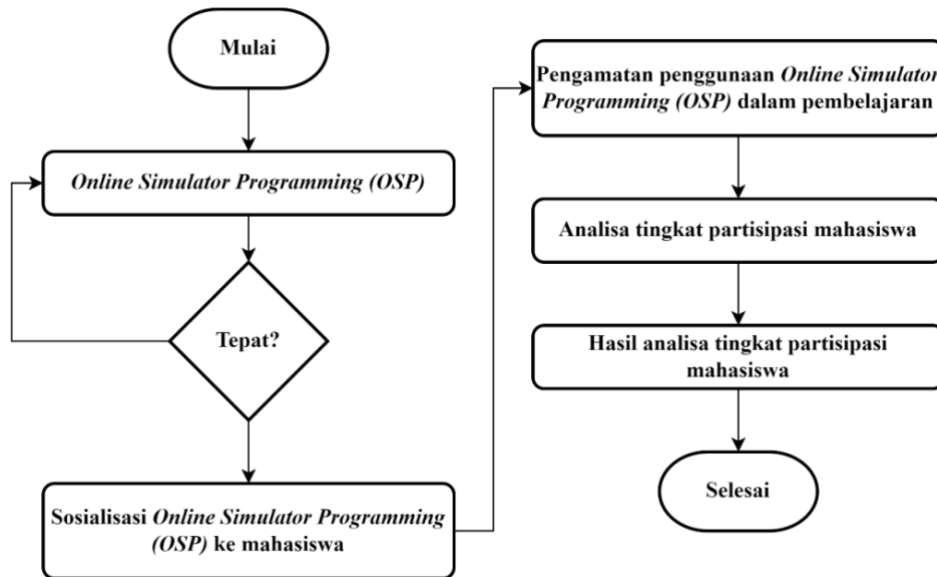 Mulai
Online Simulator Programming (OSP)
Tepat?
Sosialisasi Online Simulator Programming
(OSP) ke mahasiswa
Pengamatan penggunaan Online Simulator
Programming (OSP) dalam pembelajaran
Analisa tingkat partisipasi mahasiswa
Hasil analisa tingkat partisipasi
mahasiswa
Selesai